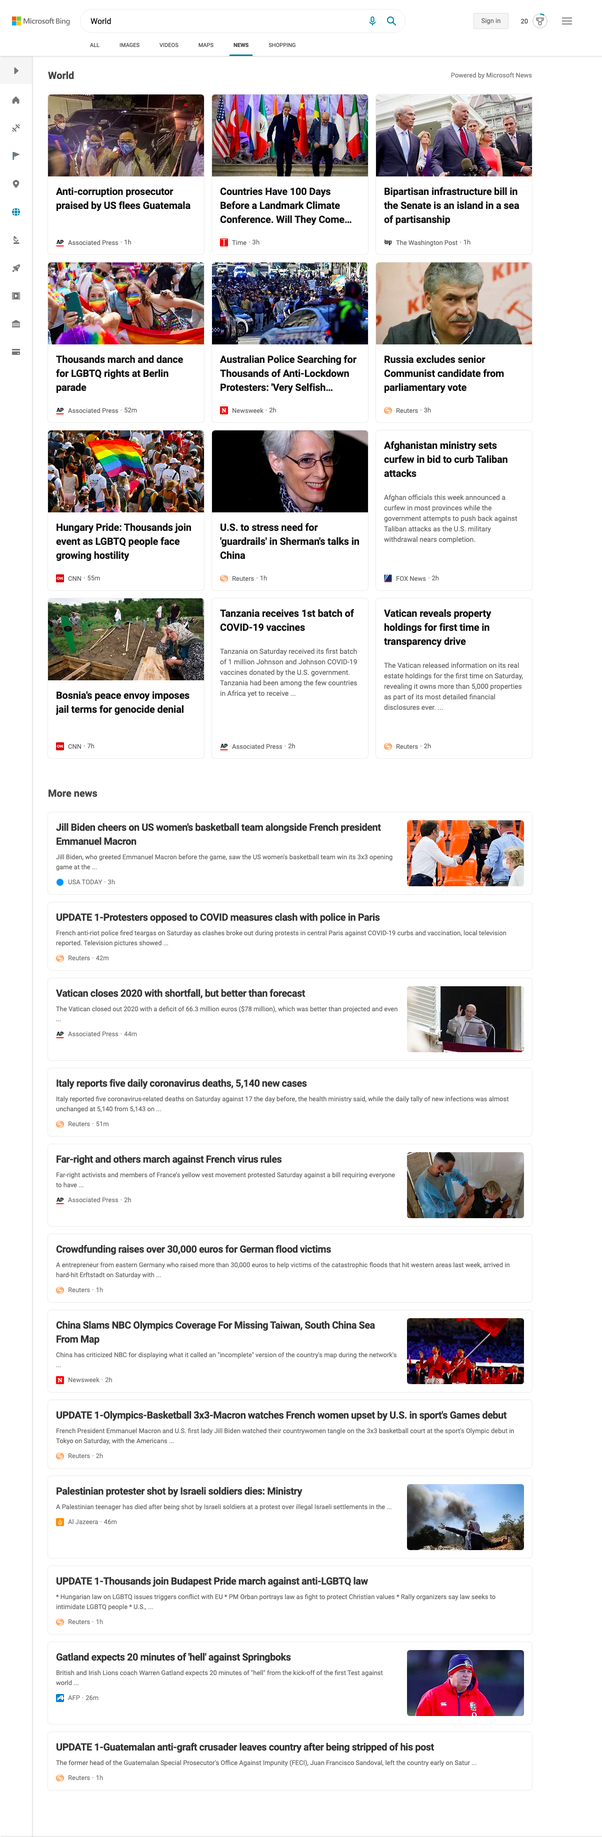 Microsoft Bing
World
Sign in
20
ALL IMAGES VIDEOS MAPS NEWS SHOPPING
World
Powered by Microsoft News
Anti-corruption prosecutor
praised by US flees Guatemala
AP Associated Press · 1h
Countries Have 100 Days
Before a Landmark Climate
Conference. Will They Come...
Time · 3h
Bipartisan infrastructure bill in
the Senate is an island in a sea
of partisanship
wp The Washington Post · 1h
Thousands march and dance
for LGBTQ rights at Berlin
parade
AP Associated Press · 52m
Australian Police Searching for
Thousands of Anti-Lockdown
Protesters: 'Very Selfish...
N Newsweek · 2h
Russia excludes senior
Communist candidate from
parliamentary vote
Reuters · 3h
Hungary Pride: Thousands join
event as LGBTQ people face
growing hostility
CNN · 55m
U.S. to stress need for
'guardrails' in Sherman's talks in
China
Reuters · 1h
Afghanistan ministry sets
curfew in bid to curb Taliban
attacks
Afghan officials this week announced a
curfew in most provinces while the
government attempts to push back against
Taliban attacks as the U.S. military
withdrawal nears completion.
FOX News · 2h
Bosnia's peace envoy imposes
jail terms for genocide denial
CNN · 7h
Tanzania receives 1st batch of
COVID-19 vaccines
Tanzania on Saturday received its first batch
of 1 million Johnson and Johnson COVID-19
vaccines donated by the U.S. government.
Tanzania had been among the few countries
in Africa yet to receive ...
AP Associated Press · 2h
Vatican reveals property
holdings for first time in
transparency drive
The Vatican released information on its real
estate holdings for the first time on Saturday,
revealing it owns more than 5,000 properties
as part of its most detailed financial
disclosures ever. ...
Reuters · 2h
More news
Jill Biden cheers on US women's basketball team alongside French president
Emmanuel Macron
Jill Biden, who greeted Emmanuel Macron before the game, saw the US women's basketball team win its 3x3 opening
game at the ...
USA TODAY · 3h
UPDATE 1-Protesters opposed to COVID measures clash with police in Paris
French anti-riot police fired teargas on Saturday as clashes broke out during protests in central Paris against COVID-19 curbs and vaccination, local television
reported. Television pictures showed ...
Reuters · 42m
Vatican closes 2020 with shortfall, but better than forecast
The Vatican closed out 2020 with a deficit of 66.3 million euros ($78 million), which was better than projected and even
...
AP Associated Press · 44m
Italy reports five daily coronavirus deaths, 5,140 new cases
Italy reported five coronavirus-related deaths on Saturday against 17 the day before, the health ministry said, while the daily tally of new infections was almost
unchanged at 5,140 from 5,143 on ...
Reuters · 51m
Far-right and others march against French virus rules
Far-right activists and members of France's yellow vest movement protested Saturday against a bill requiring everyone
to have ...
AP Associated Press · 2h
Crowdfunding raises over 30,000 euros for German flood victims
A entrepreneur from eastern Germany who raised more than 30,000 euros to help victims of the catastrophic floods that hit western areas last week, arrived in
hard-hit Erftstadt on Saturday with ...
Reuters · 1h
China Slams NBC Olympics Coverage For Missing Taiwan, South China Sea
From Map
China has criticized NBC for displaying what it called an "incomplete" version of the country's map during the network's
...
N Newsweek · 2h
UPDATE 1-Olympics-Basketball 3x3-Macron watches French women upset by U.S. in sport's Games debut
French President Emmanuel Macron and U.S. first lady Jill Biden watched their countrywomen tangle on the 3x3 basketball court at the sport's Olympic debut in
Tokyo on Saturday, with the Americans ...
Reuters · 2h
Palestinian protester shot by Israeli soldiers dies: Ministry
A Palestinian teenager has died after being shot by Israeli soldiers at a protest over illegal Israeli settlements in the ...
Al Jazeera · 46m
UPDATE 1-Thousands join Budapest Pride march against anti-LGBTQ law
* Hungarian law on LGBTQ issues triggers conflict with EU * PM Orban portrays law as fight to protect Christian values * Rally organizers say law seeks to
intimidate LGBTQ people * U.S., ...
Reuters · 1h
Gatland expects 20 minutes of 'hell' against Springboks
British and Irish Lions coach Warren Gatland expects 20 minutes of "hell" from the kick-off of the first Test against
world ...
AFP · 26m
UPDATE 1-Guatemalan anti-graft crusader leaves country after being stripped of his post
The former head of the Guatemalan Special Prosecutor's Office Against Impunity (FECI), Juan Francisco Sandoval, left the country early on Satur ...
Reuters · 1h